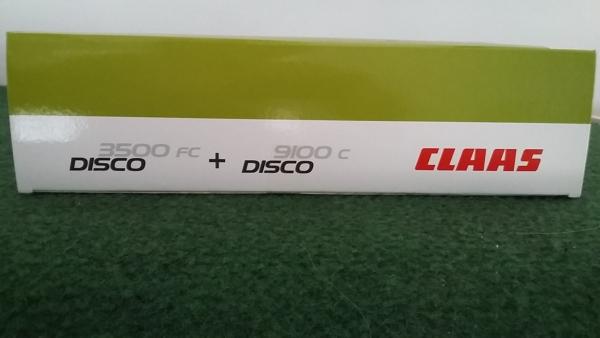 3500 FC
DISCO + 
9100 C
DISCO
CLAAS